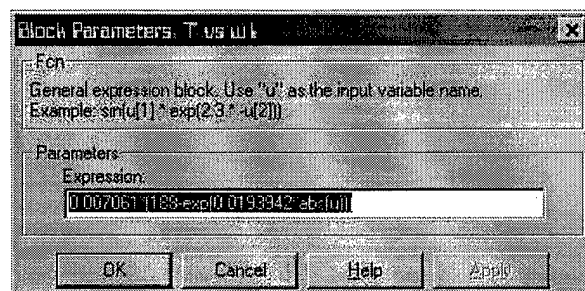 Block Parameters: T vs wk
Fcn
General expression block. Use "u" as the input variable name.
Example: sin(u[1] * exp(2.3 * -u[2]))
Parameters
Expression:
0.007061*(188-exp(0.0193942*abs(u)))
OK Cancel Help Apply